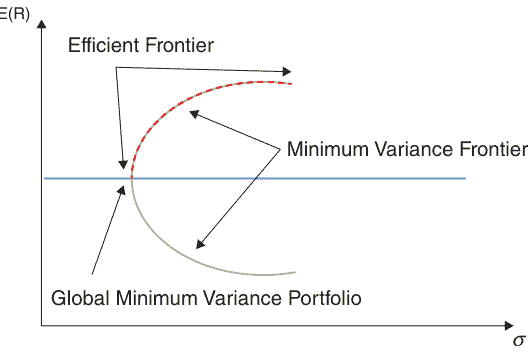 E(R)
Efficient Frontier
Minimum Variance Frontier
Global Minimum Variance Portfolio
σ